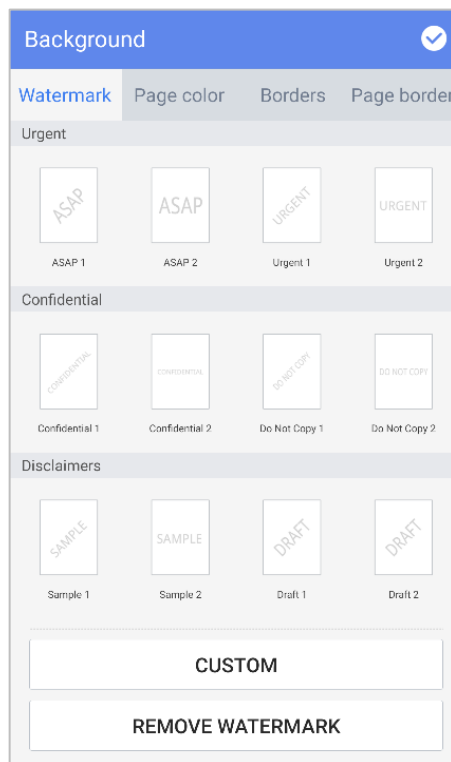 Background
Watermark Page color Borders Page border
Urgent
ASAP ASAP URGENT URGENT
ASAP 1 ASAP 2 Urgent 1 Urgent 2
Confidential
CONFIDENTIAL CONFIDENTIAL DO NOT COPY DO NOT COPY
Confidential 1 Confidential 2 Do Not Copy 1 Do Not Copy 2
Disclaimers
SAMPLE SAMPLE DRAFT DRAFT
Sample 1 Sample 2 Draft 1 Draft 2
CUSTOM
REMOVE WATERMARK